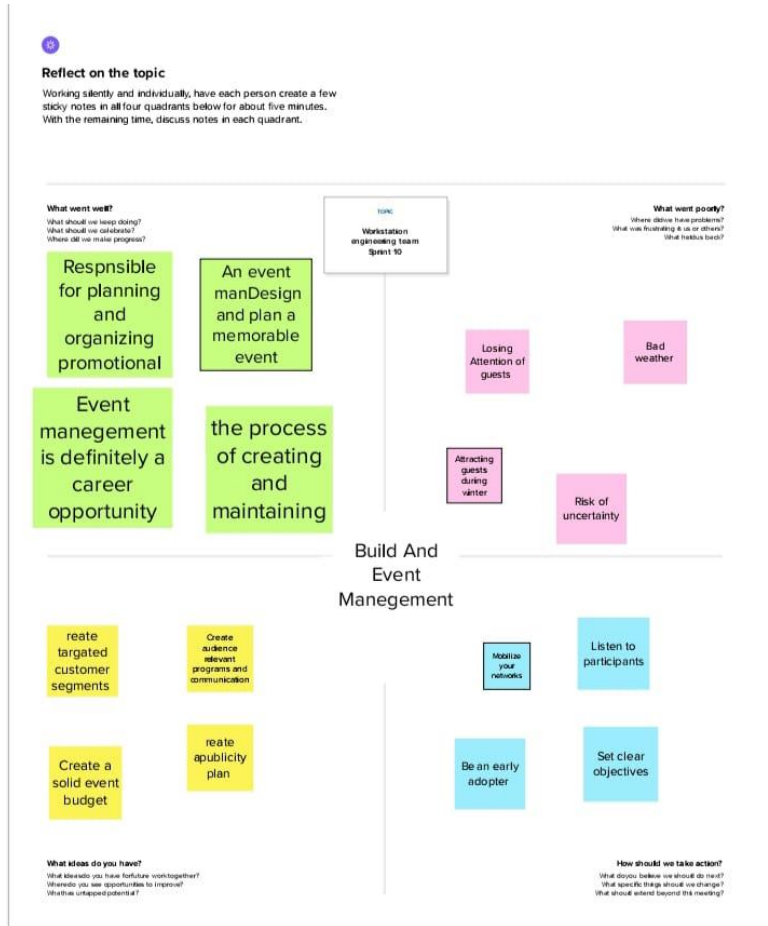 Reflect on the topic
Working silently and individually, have each person create a few
sticky notes in all four quadrants below for about five minutes.
With the remaining time, discuss notes in each quadrant.
What went well?
What should we keep doing?
What should we celebrate?
Where did we make progress?
TOPIC
Workstation
engineering team
Sprint 10
What went poorly?
Where did we have problems?
What was frustrating to us or others?
What held us back?
Respnsible
for planning
and
organizing
promotional
An event
manDesign
and plan a
memorable
event
Event
manegement
is definitely a
career
opportunity
the process
of creating
and
maintaining
Losing
Attention of
guests
Bad
weather
Attracting
guests
during
winter
Risk of
uncertainty
Build And
Event
Manegement
reate
targated
customer
segments
Create
audience
relevant
programs and
communication
Create a
solid event
budget
reate
apublicity
plan
Mobilize
your
networks
Listen to
participants
Be an early
adopter
Set clear
objectives
What ideas do you have?
What ideas do you have for future work together?
Where do you see opportunities to improve?
What has untapped potential?
How should we take action?
What do you believe we should do next?
What specific things should we change?
What should extend beyond this meeting?